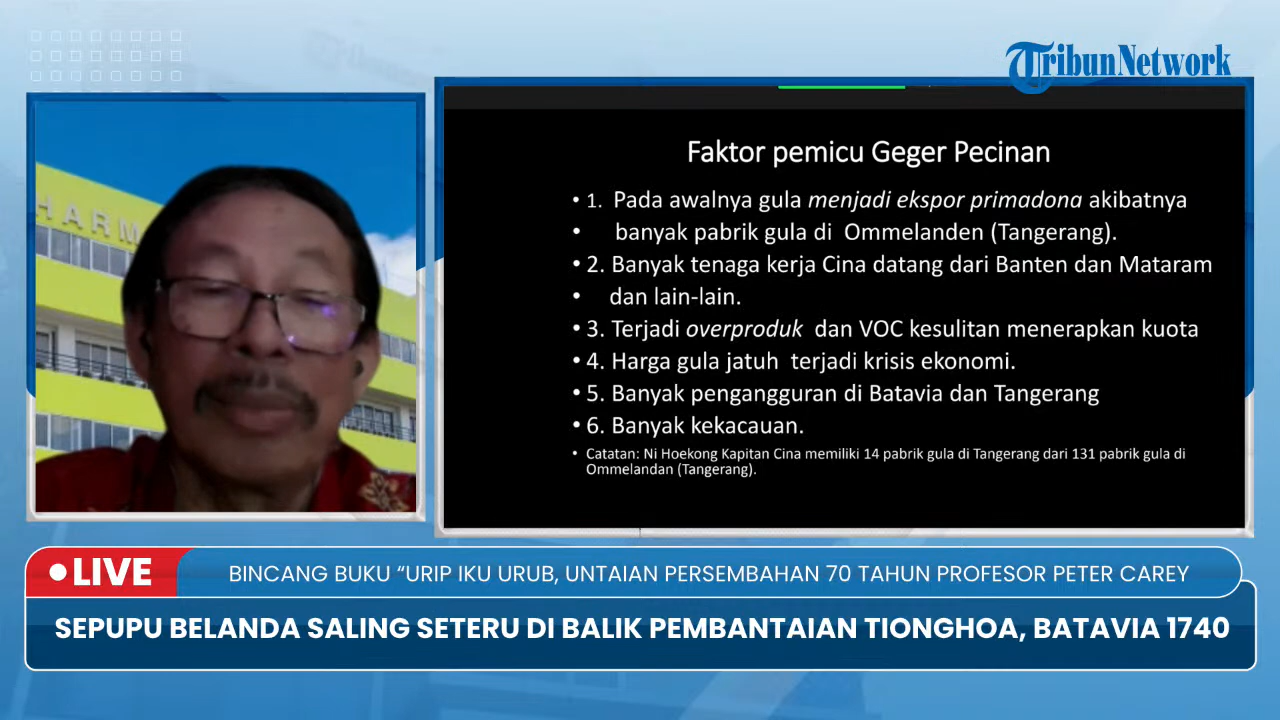 TribunNetwork
HARM
Faktor pemicu Geger Pecinan
• 1. Pada awalnya gula menjadi ekspor primadona akibatnya
• banyak pabrik gula di Ommelanden (Tangerang).
• 2. Banyak tenaga kerja Cina datang dari Banten dan Mataram
• dan lain-lain.
• 3. Terjadi overproduk dan VOC kesulitan menerapkan kuota
• 4. Harga gula jatuh terjadi krisis ekonomi.
• 5. Banyak pengangguran di Batavia dan Tangerang
• 6. Banyak kekacauan.
• Catatan: Ni Hoekong Kapitan Cina memiliki 14 pabrik gula di Tangerang dari 131 pabrik gula di
Ommelandan (Tangerang).
LIVE
BINCANG BUKU “URIP IKU URUB, UNTAIAN PERSEMBAHAN 70 TAHUN PROFESOR PETER CAREY
SEPUPU BELANDA SALING SETERU DI BALIK PEMBANTAIAN TIONGHOA, BATAVIA 1740